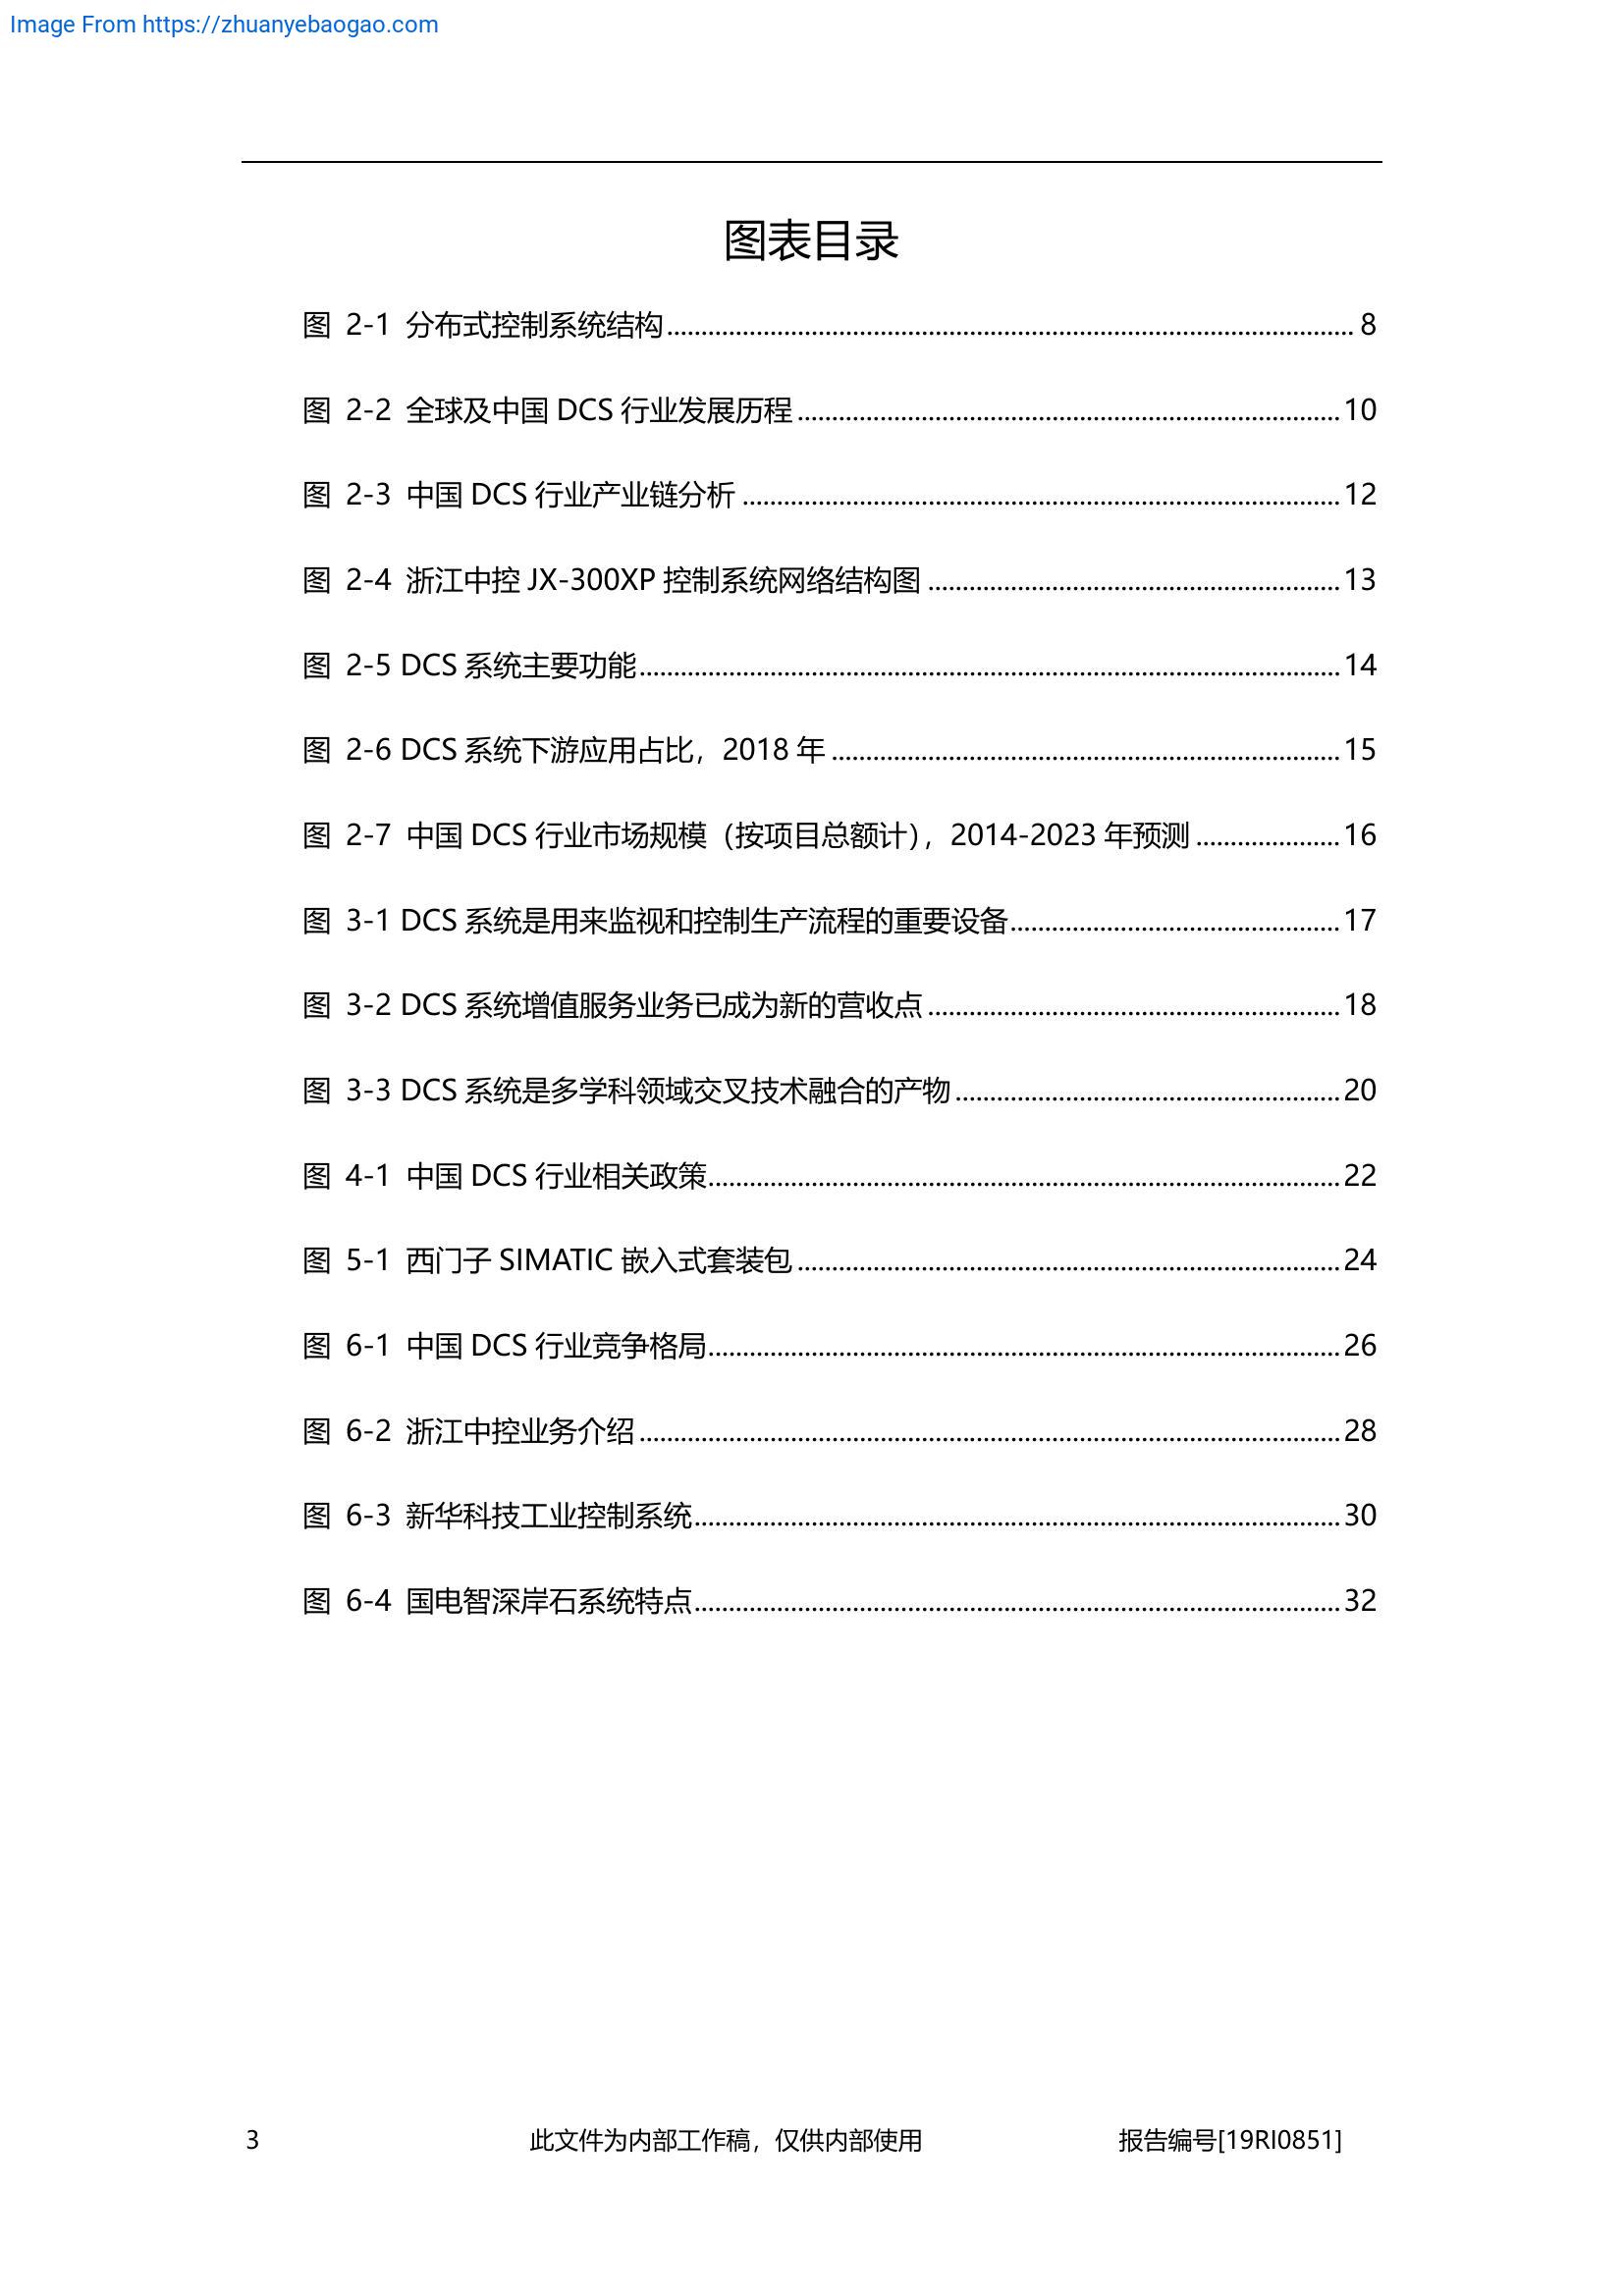 Image From https://zhuanyebaogao.com
图表目录
图 2-1 分布式控制系统结构.................................................................................................... 8
图 2-2 全球及中国 DCS 行业发展历程...............................................................................10
图 2-3 中国 DCS 行业产业链分析.......................................................................................12
图 2-4 浙江中控 JX-300XP 控制系统网络结构图............................................................13
图 2-5 DCS 系统主要功能......................................................................................................14
图 2-6 DCS 系统下游应用占比，2018 年..........................................................................15
图 2-7 中国 DCS 行业市场规模（按项目总额计），2014-2023 年预测.....................16
图 3-1 DCS 系统是用来监视和控制生产流程的重要设备................................................17
图 3-2 DCS 系统增值服务业务已成为新的营收点............................................................18
图 3-3 DCS 系统是多学科领域交叉技术融合的产物........................................................20
图 4-1 中国 DCS 行业相关政策............................................................................................22
图 5-1 西门子 SIMATIC 嵌入式套装包...............................................................................24
图 6-1 中国 DCS 行业竞争格局............................................................................................26
图 6-2 浙江中控业务介绍......................................................................................................28
图 6-3 新华科技工业控制系统..............................................................................................30
图 6-4 国电智深岸石系统特点..............................................................................................32
3 此文件为内部工作稿，仅供内部使用 报告编号[19RI0851]